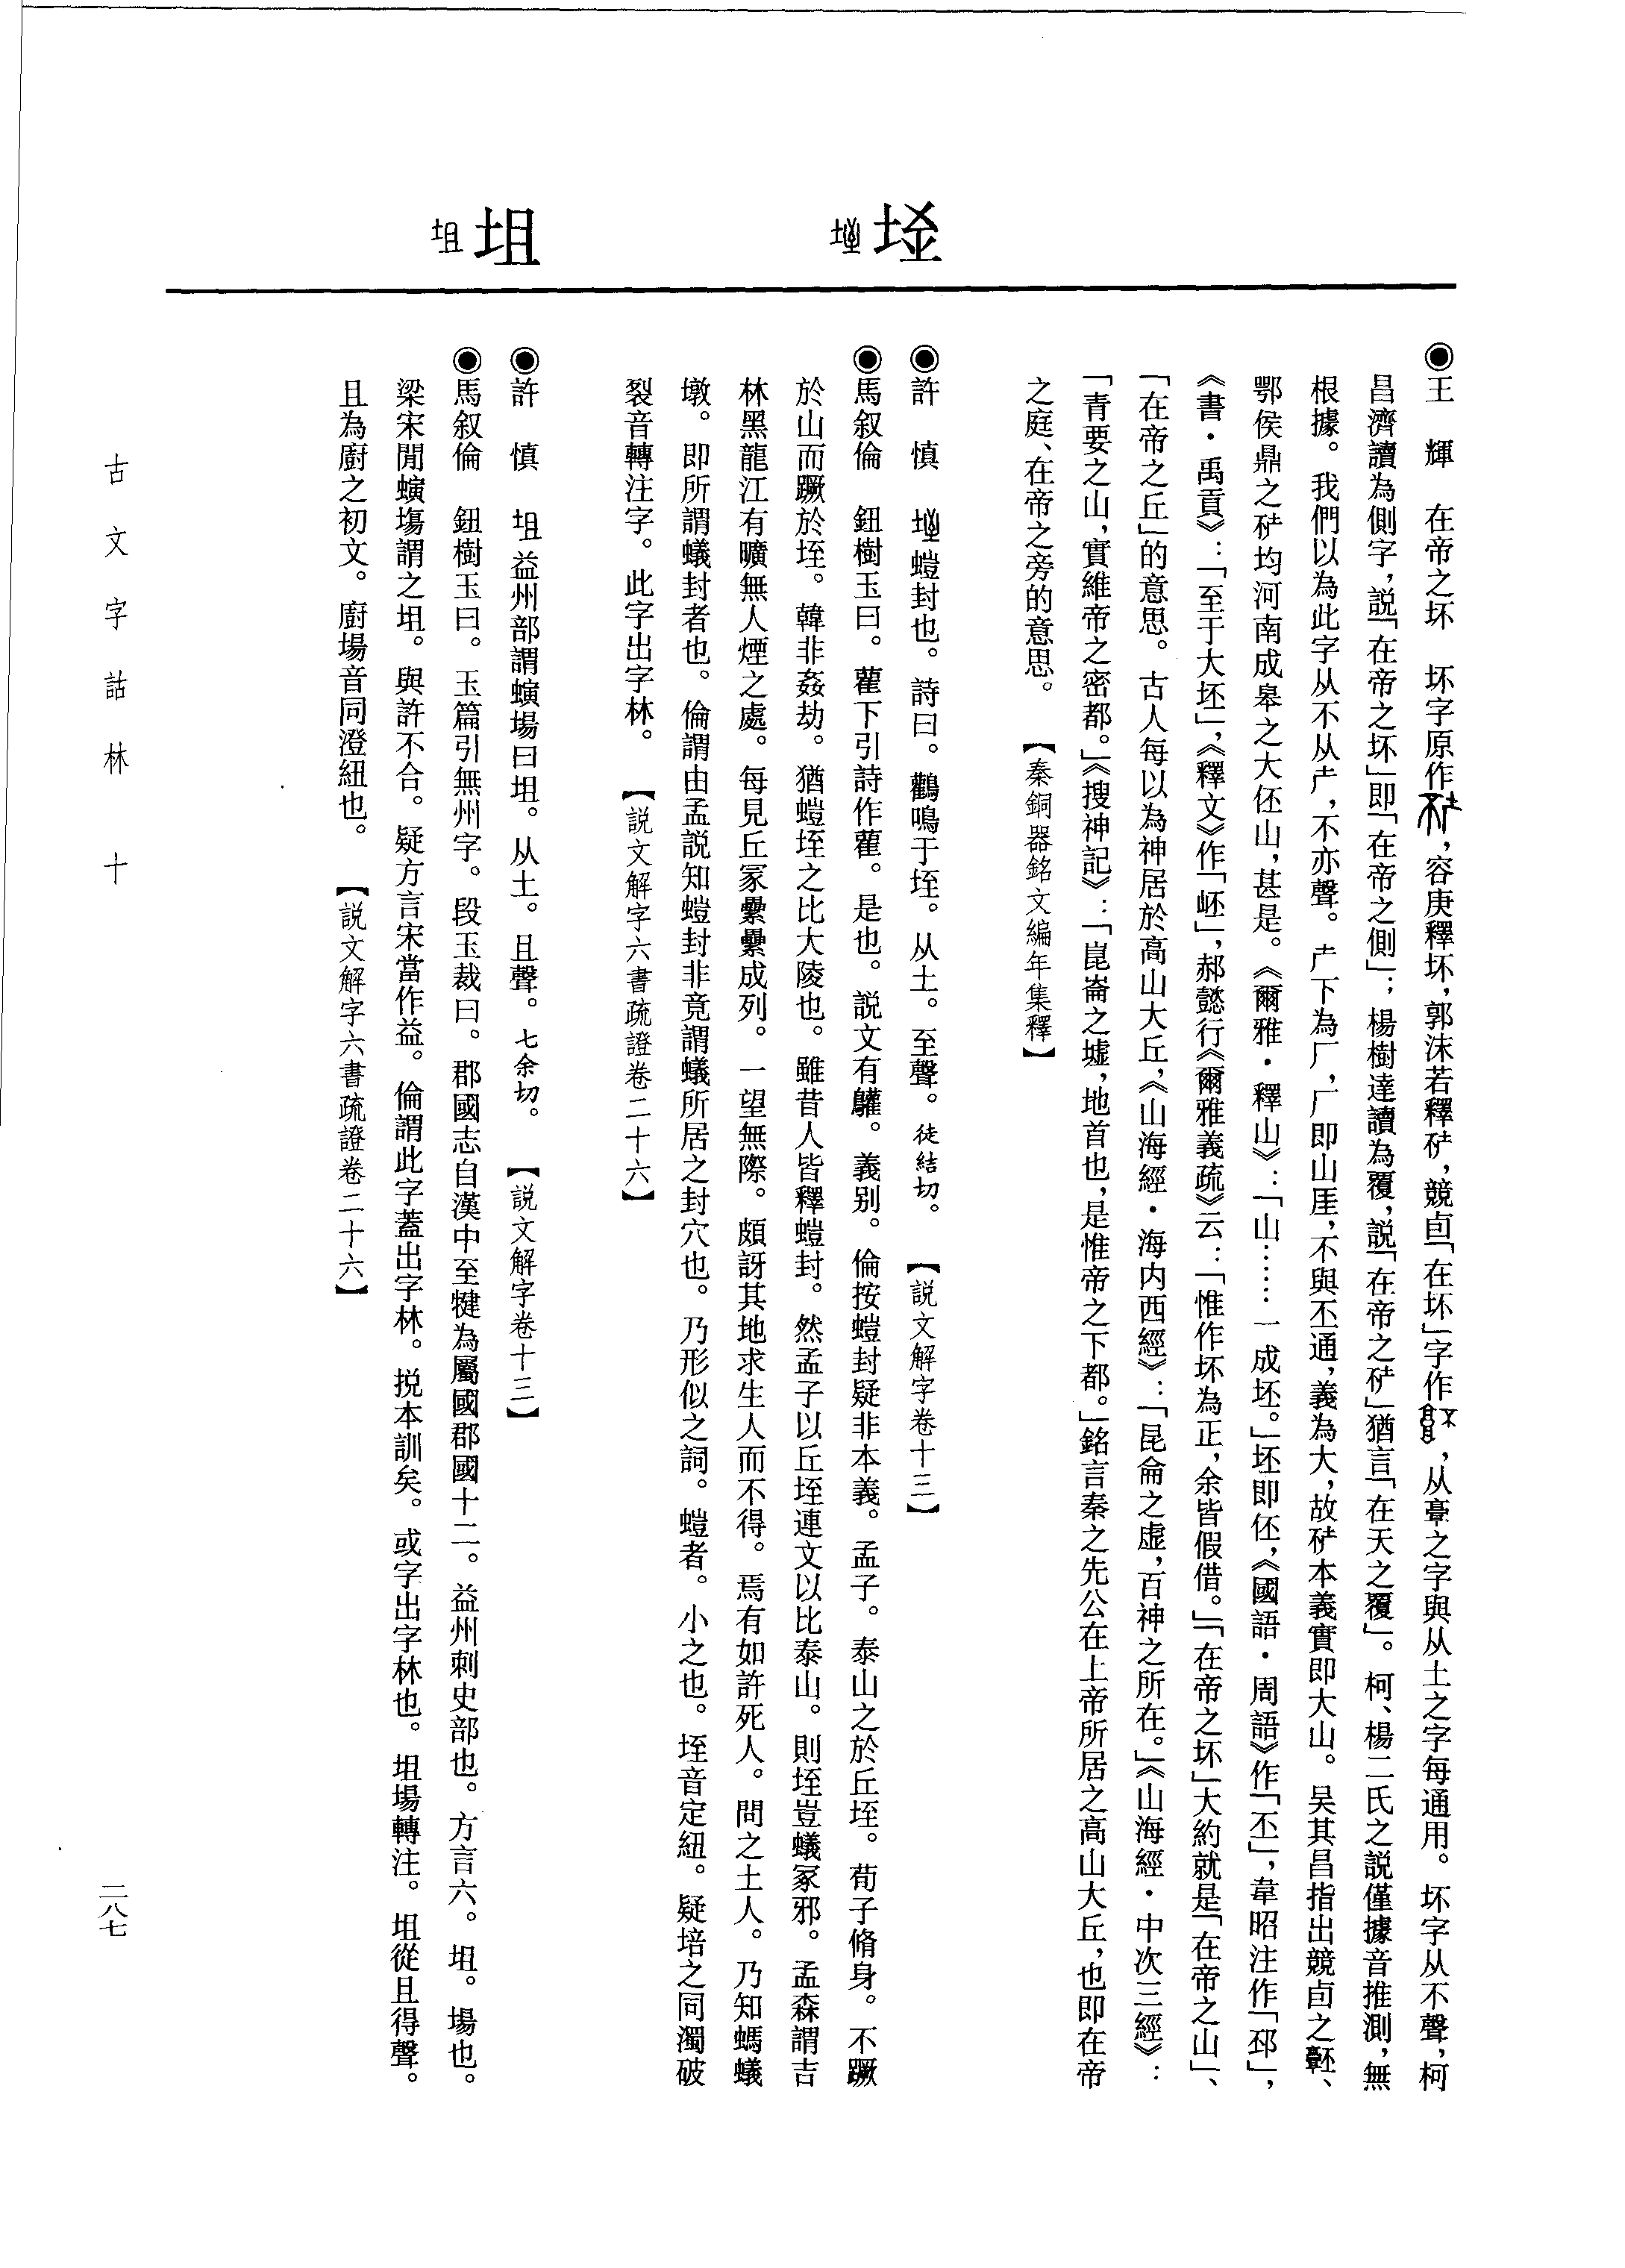 垤
坦
◉王　輝　在帝之坏　坏字原作，容庚釋坏，郭沫若釋，競卣「在坏」字作，从𩫖之字與从土之字每通用。坏字从不聲，柯
昌濟讀為側字，説「在帝之坏」即「在帝之側」；楊樹達讀為覆，説「在帝之」猶言「在天之覆」。柯、楊二氏之説僅據音推測，無
根據。我們以為此字从不从，不亦聲。下為厂，厂即山厓，不與丕通，義為大，故本義實即大山。吴其昌指出競卣之、
鄂侯鼎之均河南成皋之大伾山，甚是。《爾雅·釋山》：「山……一成坯。」坯即伾，《國語·周語》作「丕」，韋昭注作「邳」，
《書·禹貢》：「至于大坯」，《釋文》作「岯」，郝懿行《爾雅義疏》云：「惟作坏為正，余皆假借。」「在帝之坏」大約就是「在帝之山」、
「在帝之丘」的意思。古人每以為神居於高山大丘，《山海經·海内西經》：「昆侖之虚，百神之所在。」《山海經·中次三經》：
「青要之山，實維帝之密都。」《搜神記》：「崑崙之墟，地首也，是惟帝之下都。」銘言秦之先公在上帝所居之高山大丘，也即在帝
之庭、在帝之旁的意思。　【秦銅器銘文編年集釋】
◉許　慎　螘封也。詩曰。鸛鳴于垤。从土。至聲。徒結切。　【説文解字卷十三】
◉馬叙倫　鈕樹玉曰。雚下引詩作雚。是也。説文有鸛。義别。倫按螘封疑非本義。孟子。泰山之於丘垤。荀子脩身。不蹶
於山而蹶於垤。韓非姦劫。猶螘垤之比大陵也。雖昔人皆釋螘封。然孟子以丘垤連文以比泰山。則垤豈蟻冢邪。孟森謂吉
林黑龍江有曠無人煙之處。每見丘冢纍纍成列。一望無際。頗訝其地求生人而不得。焉有如許死人。問之土人。乃知螞蟻
墩。即所謂蟻封者也。倫謂由孟説知螘封非竟謂蟻所居之封穴也。乃形似之詞。螘者。小之也。垤音定紐。疑培之同濁破
裂音轉注字。此字出字林。　【説文解字六書疏證卷二十六】
◉許　慎　坥益州部謂螾場曰坥。从土。且聲。七余切。　【説文解字卷十三】
◉馬叙倫　鈕樹玉曰。玉篇引無州字。段玉裁曰。郡國志自漢中至犍為屬國郡國十二。益州刺史部也。方言六。坥。場也。
梁宋閒螾塲謂之坥。與許不合。疑方言宋當作益。倫謂此字蓋出字林。挩本訓矣。或字出字林也。坥場轉注。坥從且得聲。
且為廚之初文。廚場音同澄紐也。　【説文解字六書疏證卷二十六】
古文字詁林　十
二八七